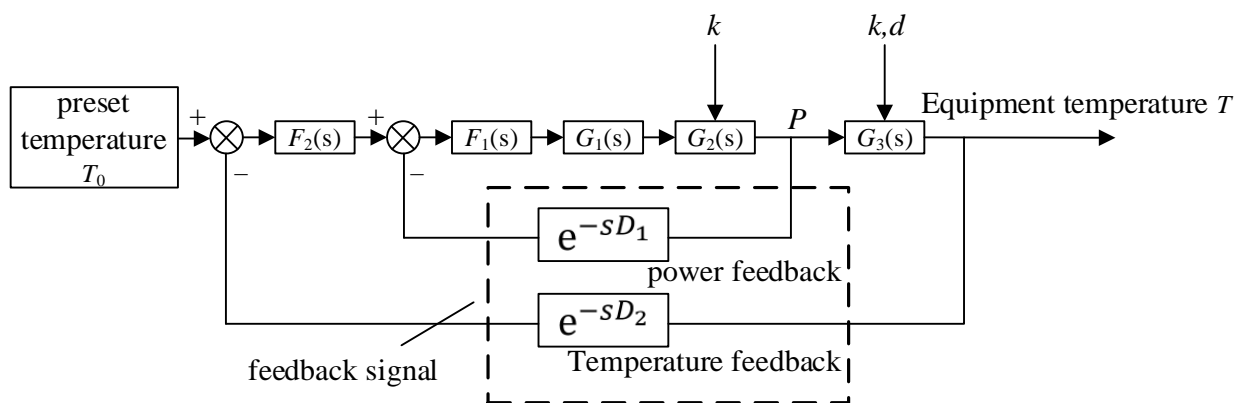 k
k,d
preset
temperature
T₀
+
−
F₂(s)
+
−
F₁(s)
G₁(s)
G₂(s)
P
G₃(s)
Equipment temperature T
e^{-sD₁}
power feedback
e^{-sD₂}
Temperature feedback
feedback signal